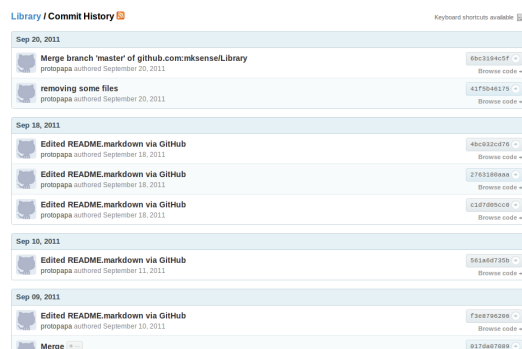 Library / Commit History
Keyboard shortcuts available
Sep 20, 2011
Merge branch 'master' of github.com:mksense/Library
protopapa authored September 20, 2011
6bc3194c5f
Browse code
removing some files
protopapa authored September 20, 2011
41f5b46175
Browse code
Sep 18, 2011
Edited README.markdown via GitHub
protopapa authored September 18, 2011
4bc032cd76
Browse code
Edited README.markdown via GitHub
protopapa authored September 18, 2011
Browse code
Edited README.markdown via GitHub
protopapa authored September 18, 2011
Browse code
Sep 10, 2011
Edited README.markdown via GitHub
protopapa authored September 11, 2011
561a6d735b
Browse code
Sep 09, 2011
Edited README.markdown via GitHub
protopapa authored September 10, 2011
Browse code
Merge